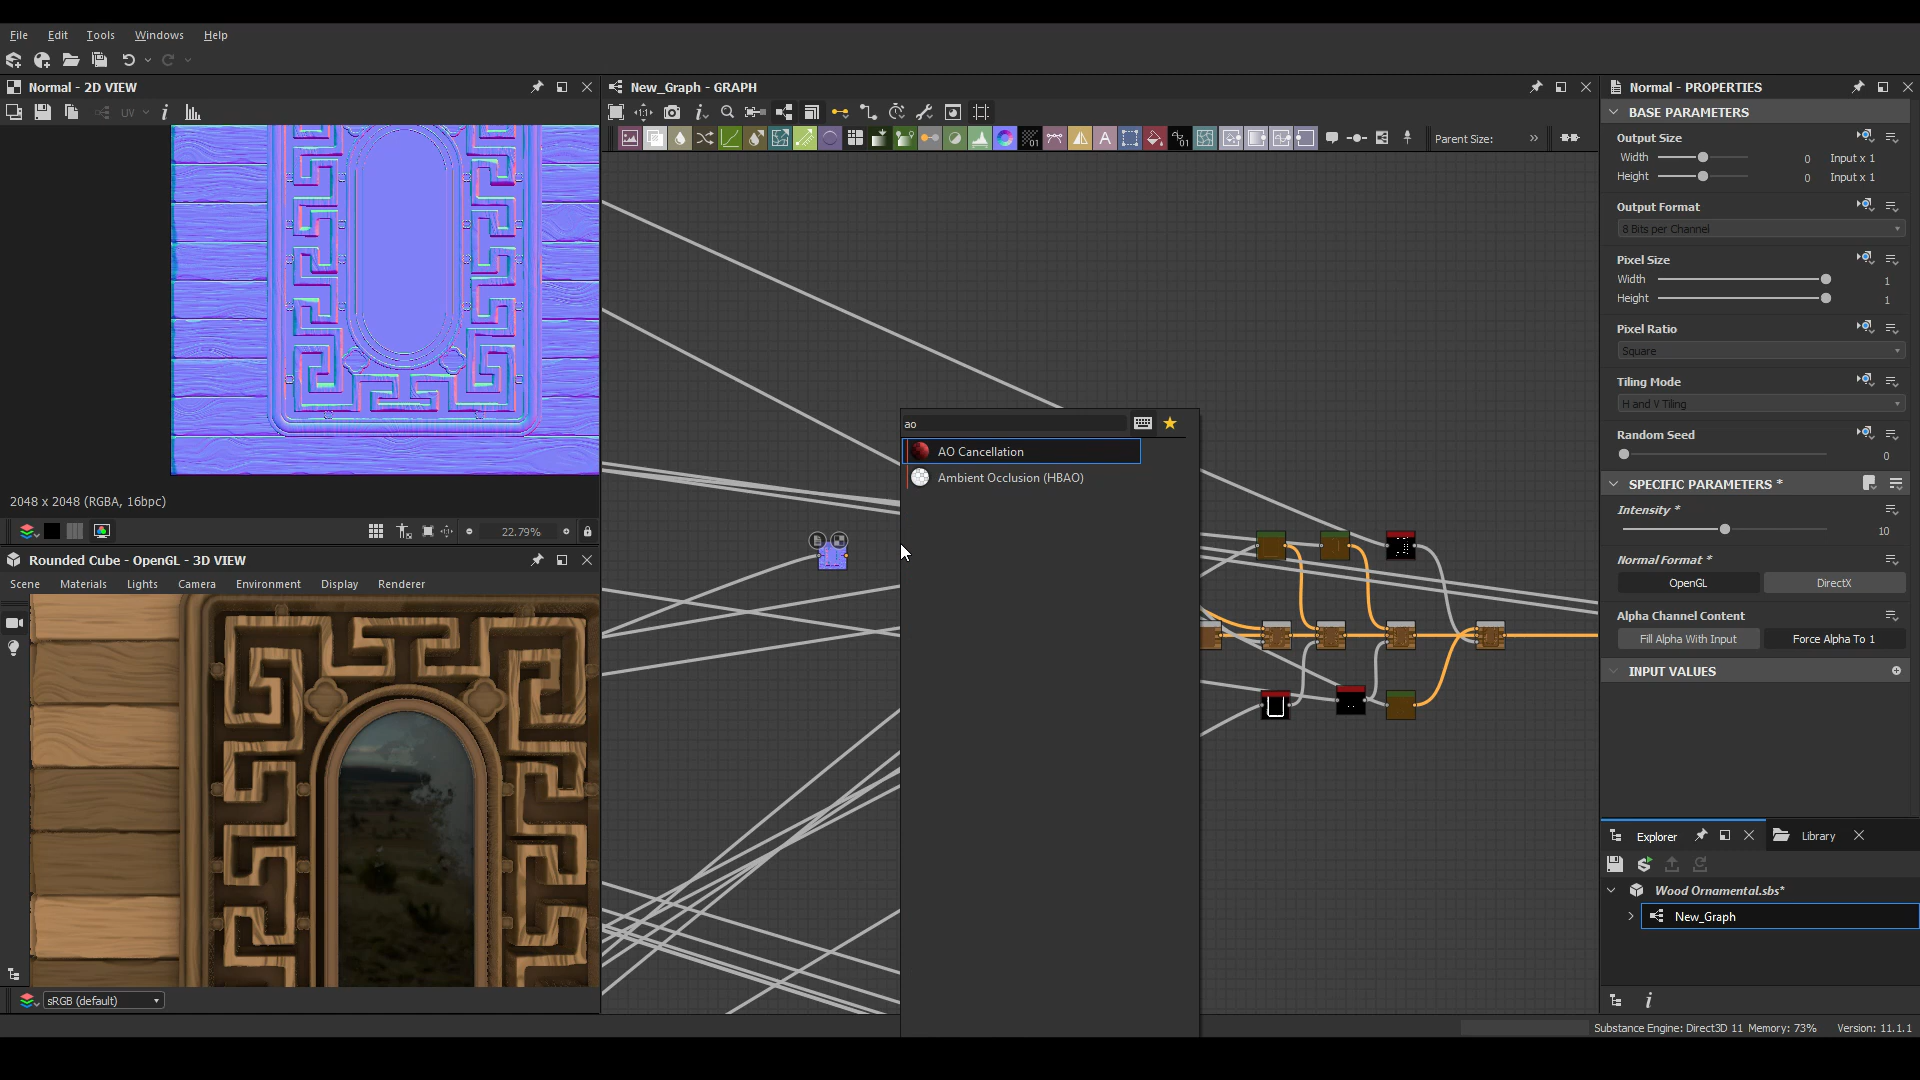 File Edit Tools Windows Help
Normal - 2D VIEW
UV
2048 x 2048 (RGBA, 16bpc)
22.79%
Rounded Cube - OpenGL - 3D VIEW
Scene Materials Lights Camera Environment Display Renderer
sRGB (default)
New_Graph - GRAPH
Parent Size:
ao
AO Cancellation
Ambient Occlusion (HBAO)
Normal - PROPERTIES
BASE PARAMETERS
Output Size
Width 0 Input x 1
Height 0 Input x 1
Output Format
8 Bits per Channel
Pixel Size
Width 1
Height 1
Pixel Ratio
Square
Tiling Mode
H and V Tiling
Random Seed
0
SPECIFIC PARAMETERS *
Intensity *
10
Normal Format *
OpenGL DirectX
Alpha Channel Content
Fill Alpha With Input Force Alpha To 1
INPUT VALUES
Explorer Library
Wood Ornamental.sbs*
New_Graph
Substance Engine: Direct3D 11 Memory: 73% Version: 11.1.1